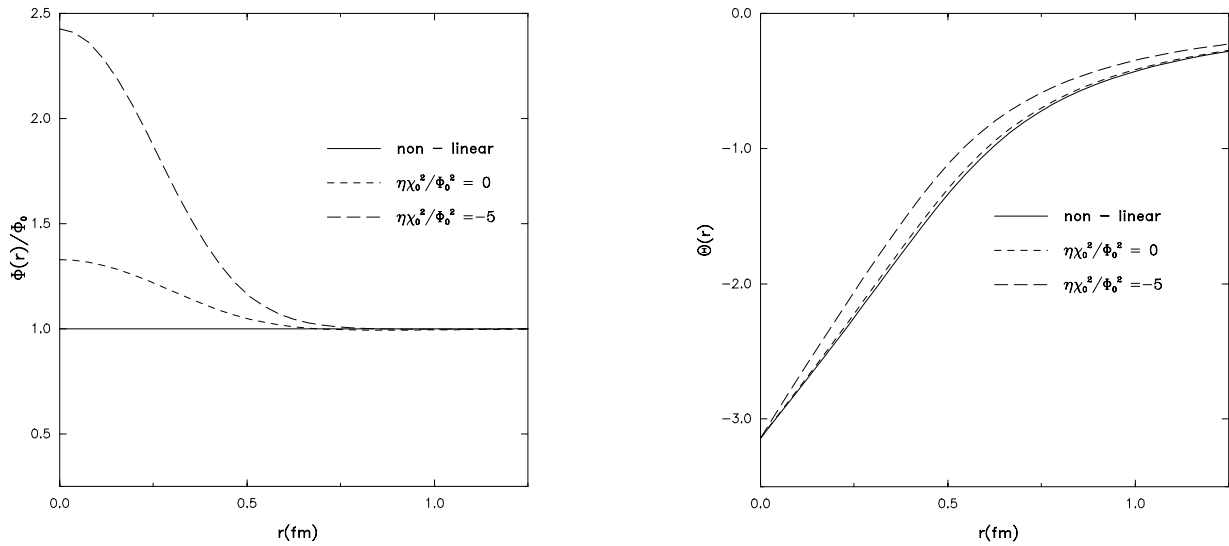 2.5
2.0
1.5
1.0
0.5
Φ(r)/Φ₀
non – linear
ηχ₀²/Φ₀² = 0
ηχ₀²/Φ₀² =–5
0.0
0.5
1.0
r(fm)
0.0
–1.0
–2.0
–3.0
Θ(r)
non – linear
ηχ₀²/Φ₀² = 0
ηχ₀²/Φ₀² =–5
0.0
0.5
1.0
r(fm)